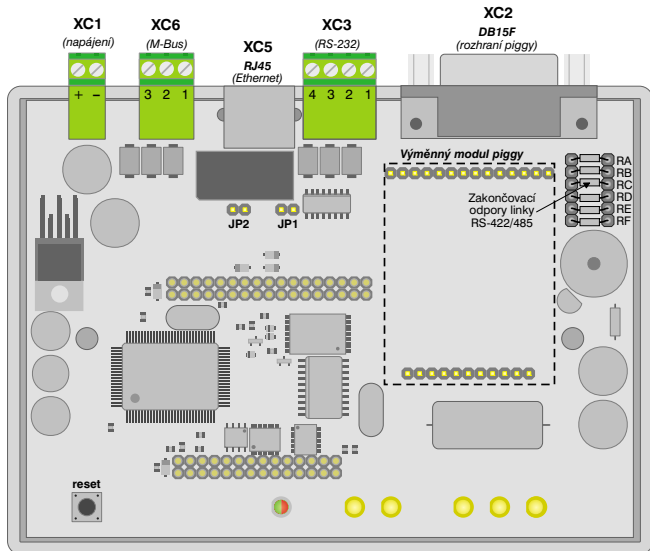 XC1
(napájení)
XC6
(M-Bus)
XC5
RJ45
(Ethernet)
XC3
(RS-232)
XC2
DB15F
(rozhraní piggy)
+ −
3 2 1
4 3 2 1
Výměnný modul piggy
RA
RB
RC
RD
RE
RF
Zakončovací
odpory linky
RS-422/485
JP2
JP1
reset